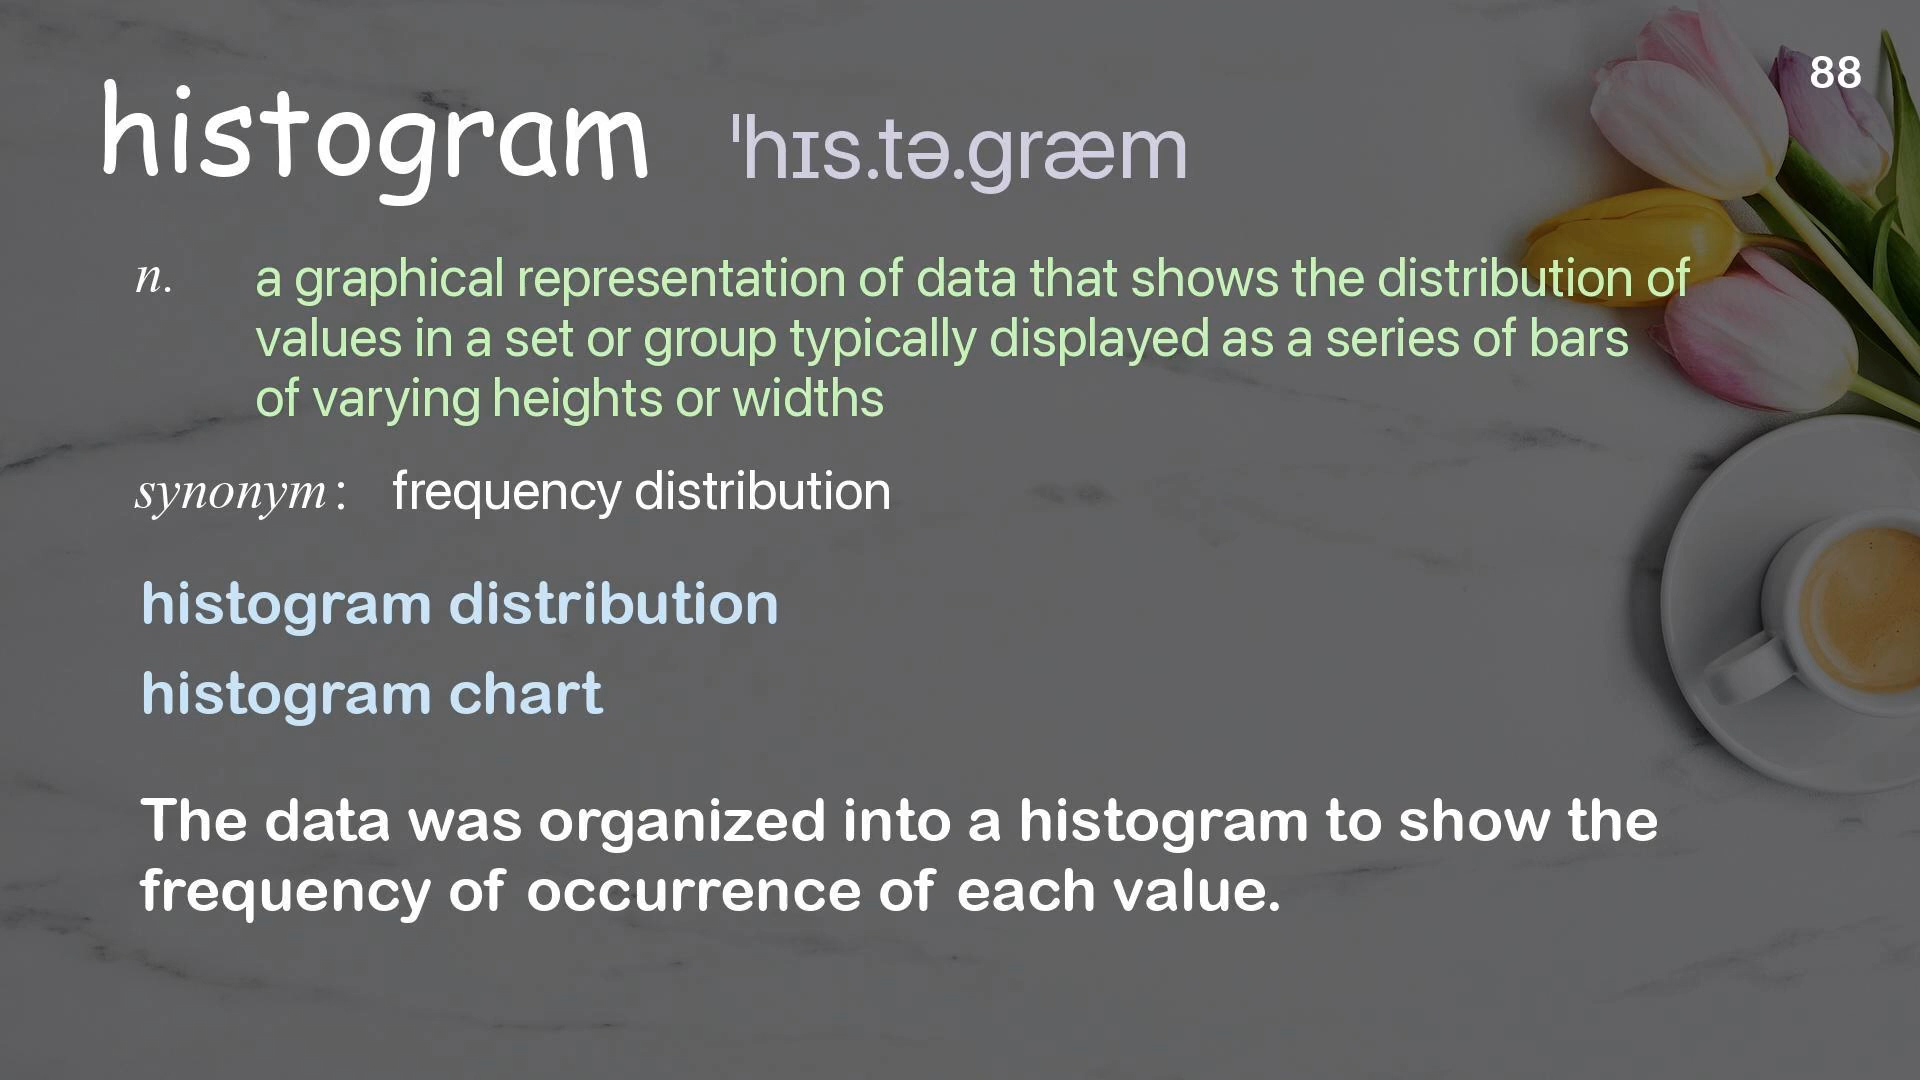 88
histogram ˈhɪs.tə.græm
n. a graphical representation of data that shows the distribution of
values in a set or group typically displayed as a series of bars
of varying heights or widths
synonym: frequency distribution
histogram distribution
histogram chart
The data was organized into a histogram to show the
frequency of occurrence of each value.